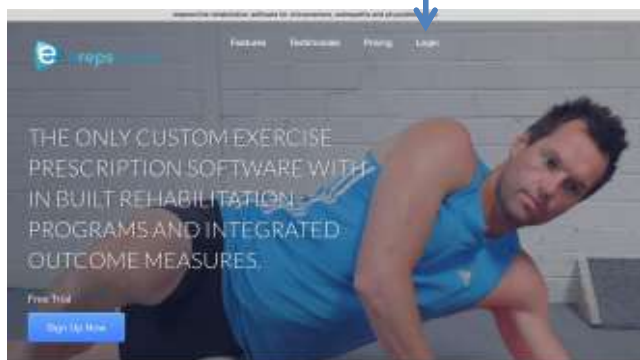 Features Testimonials Pricing Login
e reps
THE ONLY CUSTOM EXERCISE
PRESCRIPTION SOFTWARE WITH
IN BUILT REHABILITATION
PROGRAMS AND INTEGRATED
OUTCOME MEASURES.
Free Trial
Sign Up Now